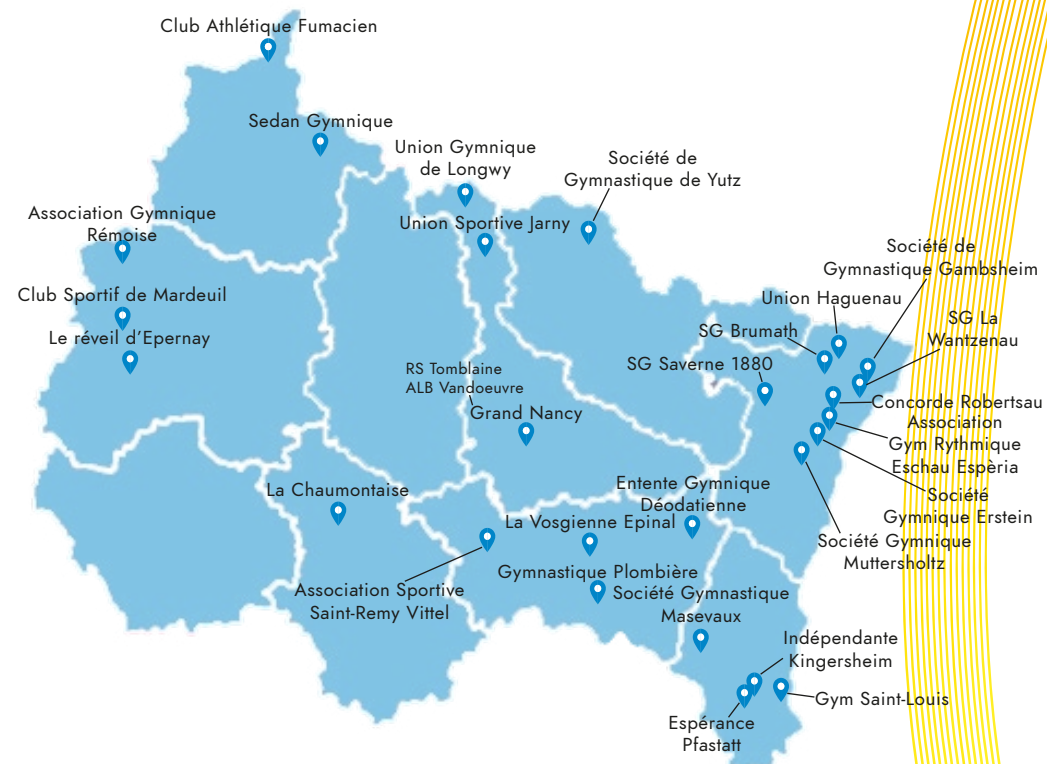 Club Athlétique Fumacien
Sedan Gymnique
Union Gymnique
de Longwy
Société de
Gymnastique de Yutz
Association Gymnique
Rémoise
Union Sportive Jarny
Société de
Gymnastique Gambsheim
Club Sportif de Mardeuil
Union Haguenau
SG La
Wantzenau
Le réveil d'Epernay
SG Brumath
SG Saverne 1880
RS Tomblaine
ALB Vandoeuvre
Grand Nancy
Concorde Robertsau
Association
Gym Rythmique
Eschau Espèria
La Chaumontaise
Entente Gymnique
Déodatienne
Société
Gymnique Erstein
La Vosgienne Epinal
Société Gymnique
Muttersholtz
Association Sportive
Saint-Remy Vittel
Gymnastique Plombière
Société Gymnastique
Masevaux
Indépendante
Kingersheim
Gym Saint-Louis
Espérance
Pfastatt